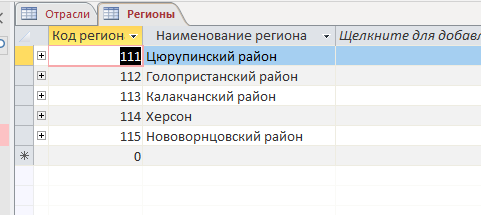 Отрасли Регионы
Код регион Наименование региона Щелкните для добавл
111 Цюрупинский район
112 Голопристанский район
113 Калакчанский район
114 Херсон
115 Нововорнцовский район
0